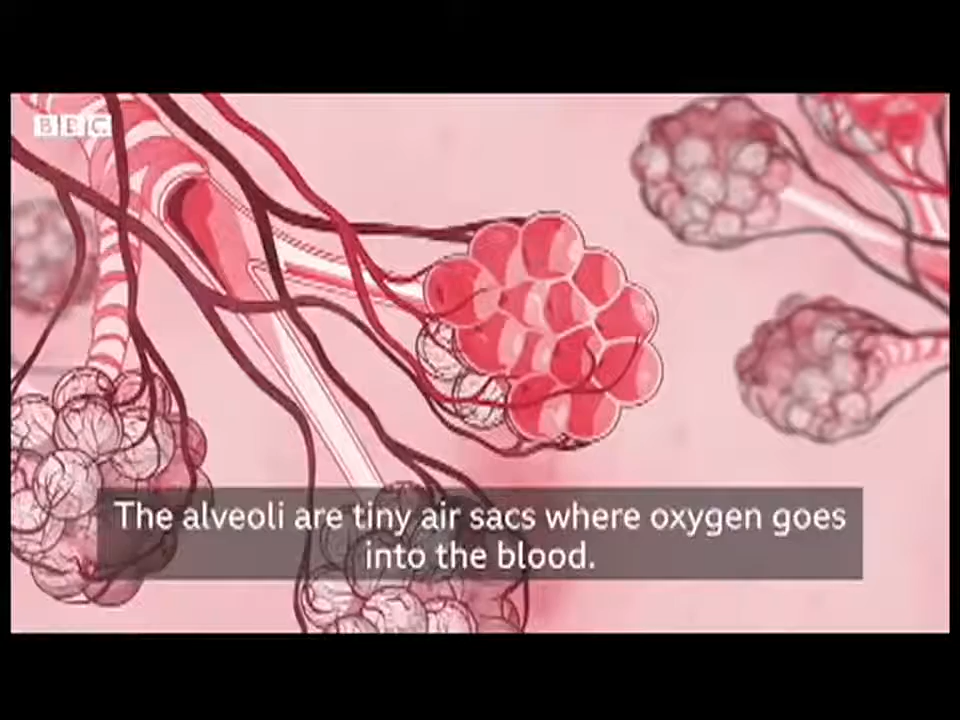 BBC
The alveoli are tiny air sacs where oxygen goes
into the blood.